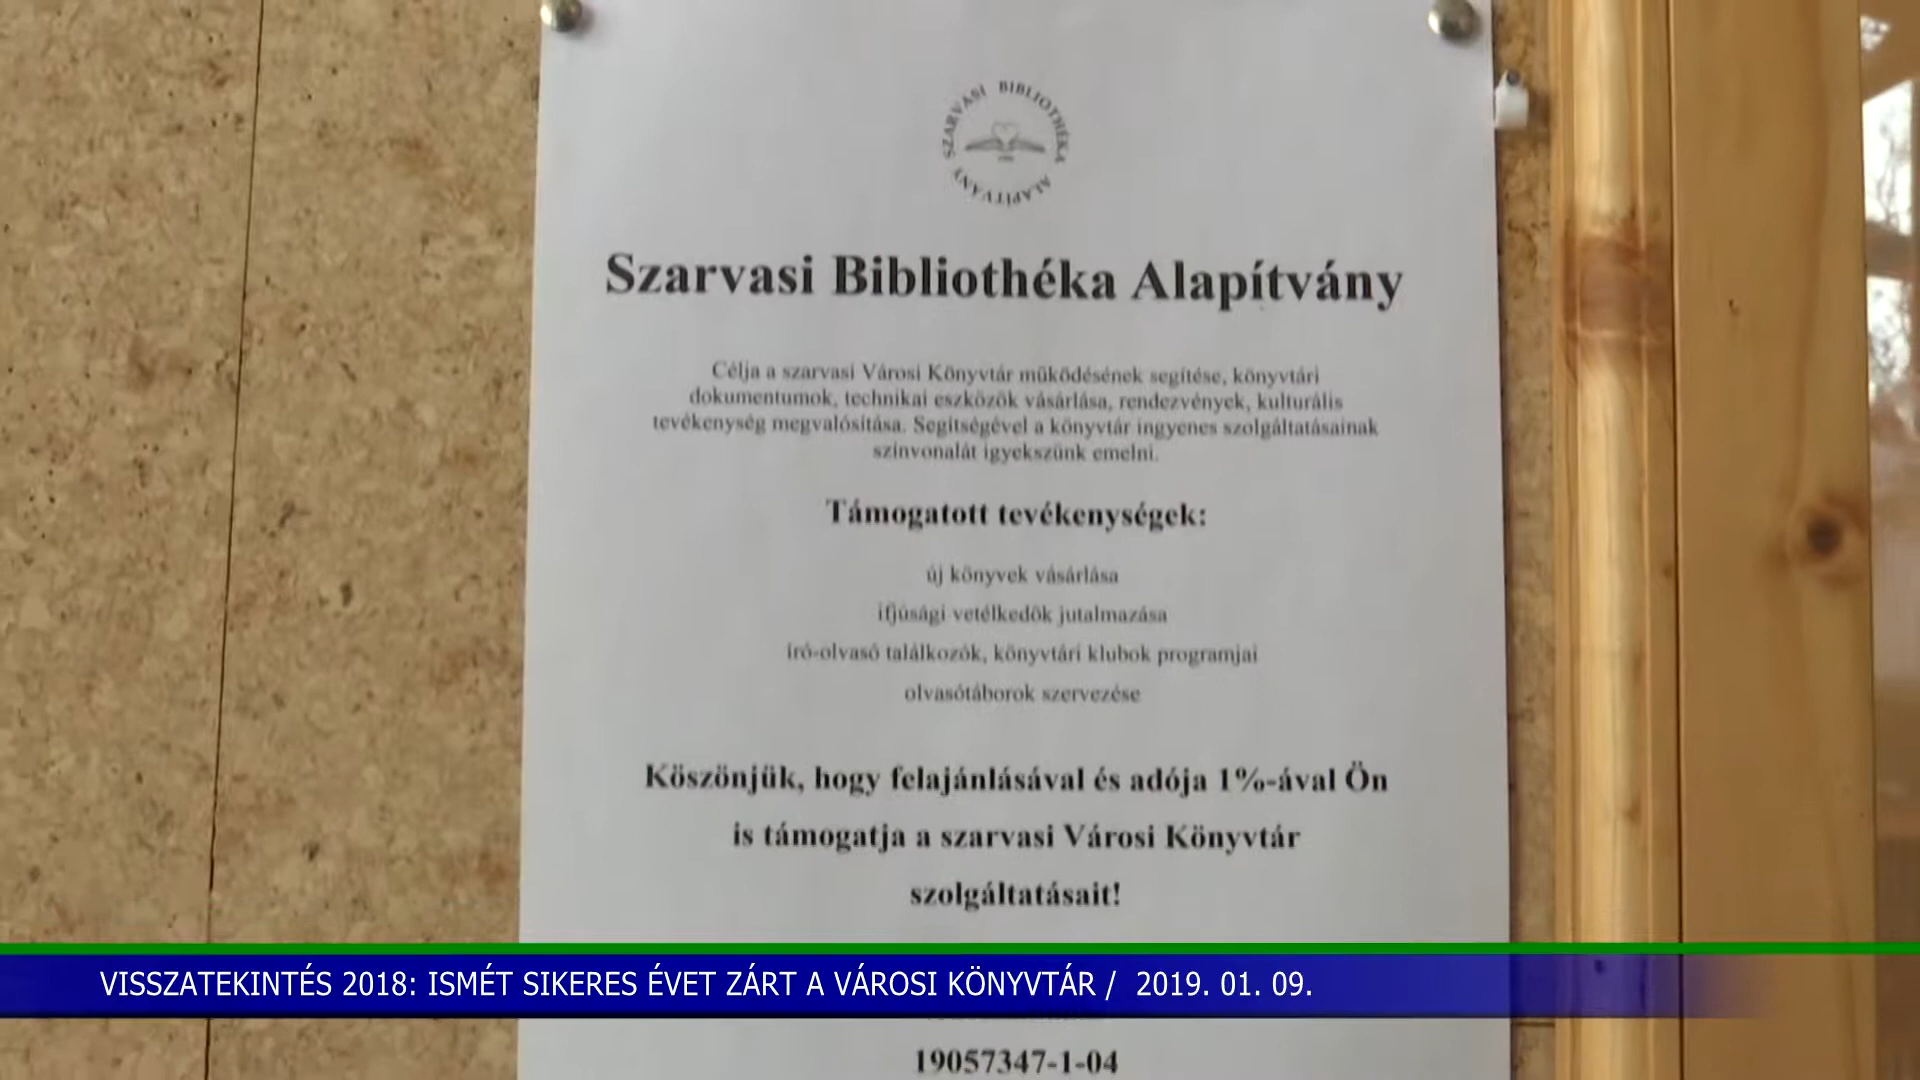 SZARVASI BIBLIOTHÉKA ALAPÍTVÁNY
Szarvasi Bibliothéka Alapítvány
Célja a szarvasi Városi Könyvtár működésének segítése, könyvtári
dokumentumok, technikai eszközök vásárlása, rendezvények, kulturális
tevékenység megvalósítása. Segítségével a könyvtár ingyenes szolgáltatásainak
színvonalát igyekszünk emelni.
Támogatott tevékenységek:
új könyvek vásárlása
ifjúsági vetélkedők jutalmazása
író-olvasó találkozók, könyvtári klubok programjai
olvasótáborok szervezése
Köszönjük, hogy felajánlásával és adója 1%-ával Ön
is támogatja a szarvasi Városi Könyvtár
szolgáltatásait!
VISSZATEKINTÉS 2018: ISMÉT SIKERES ÉVET ZÁRT A VÁROSI KÖNYVTÁR / 2019. 01. 09.
19057347-1-04